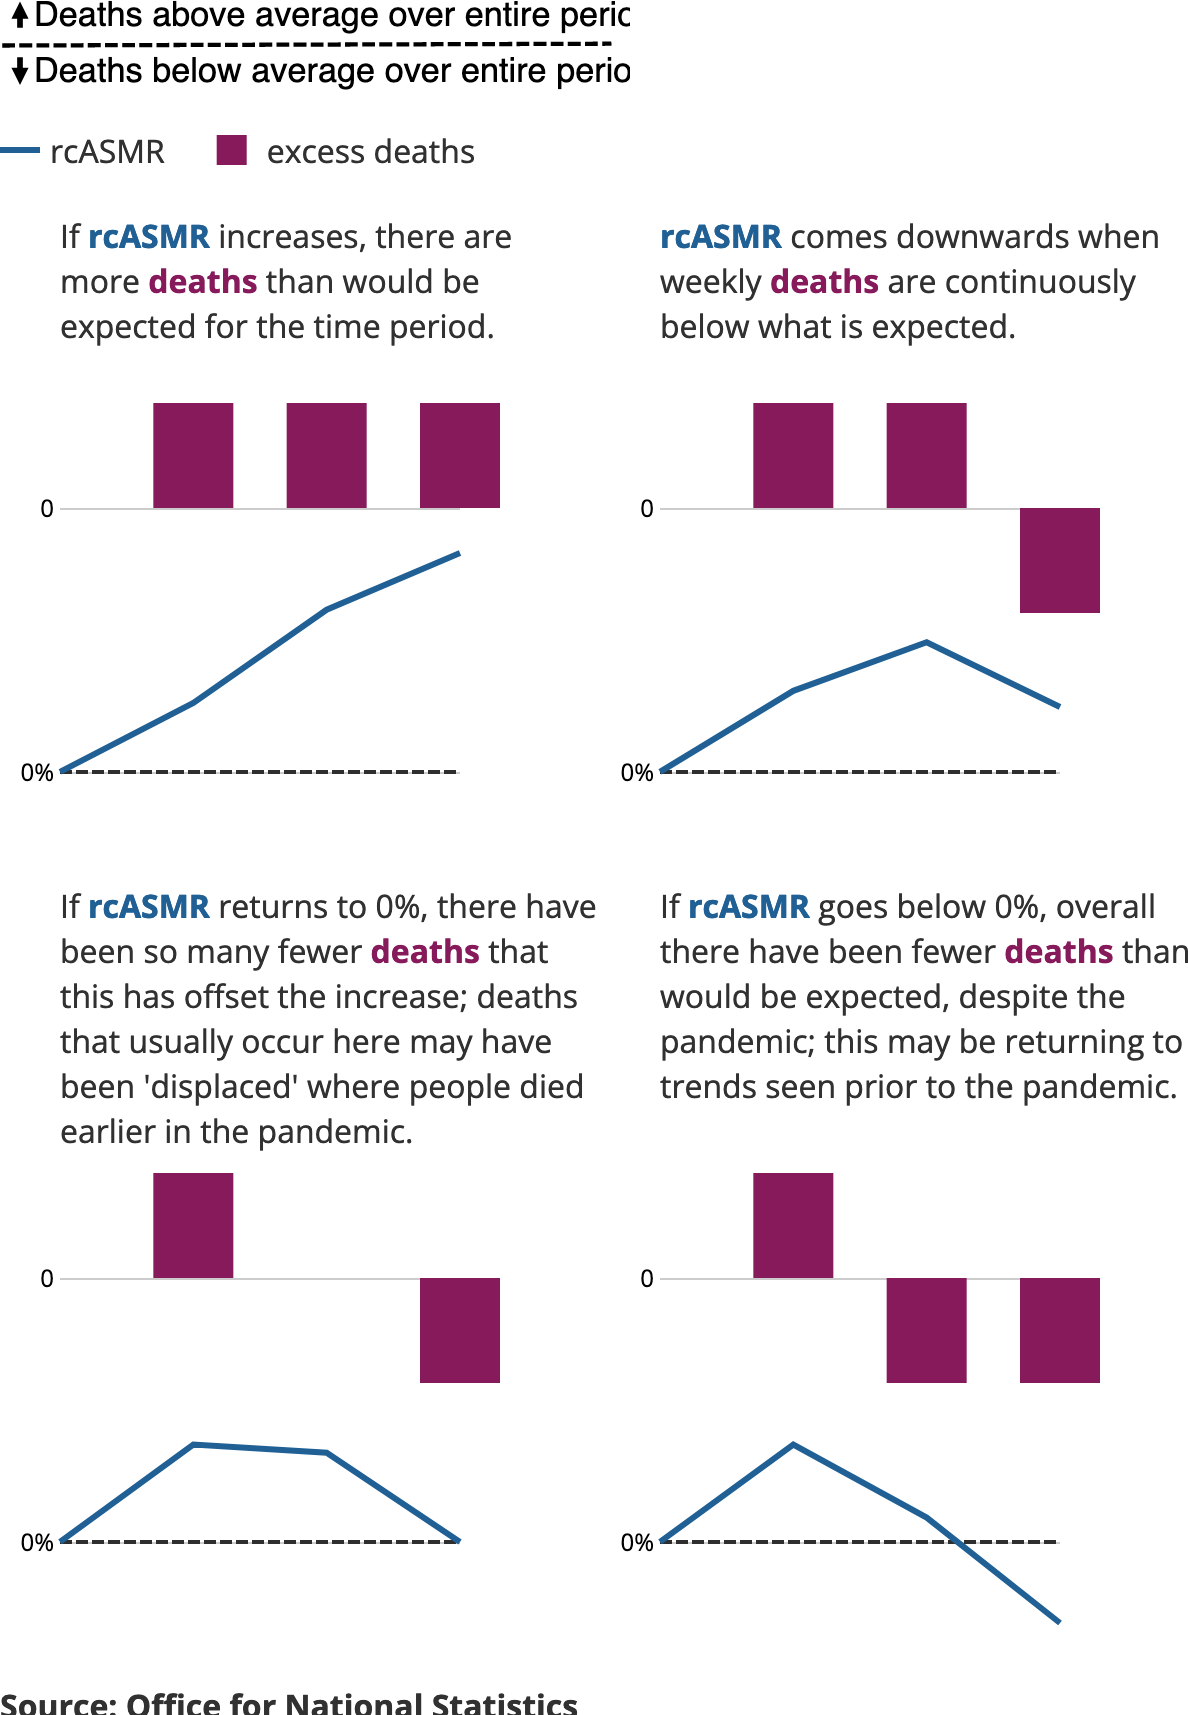 Deaths above average over entire perio
Deaths below average over entire perio
rcASMR excess deaths
If rcASMR increases, there are
more deaths than would be
expected for the time period.
0
0%
rcASMR comes downwards when
weekly deaths are continuously
below what is expected.
0
0%
If rcASMR returns to 0%, there have
been so many fewer deaths that
this has offset the increase; deaths
that usually occur here may have
been 'displaced' where people died
earlier in the pandemic.
0
0%
If rcASMR goes below 0%, overall
there have been fewer deaths than
would be expected, despite the
pandemic; this may be returning to
trends seen prior to the pandemic.
0
0%
Source: Office for National Statistics